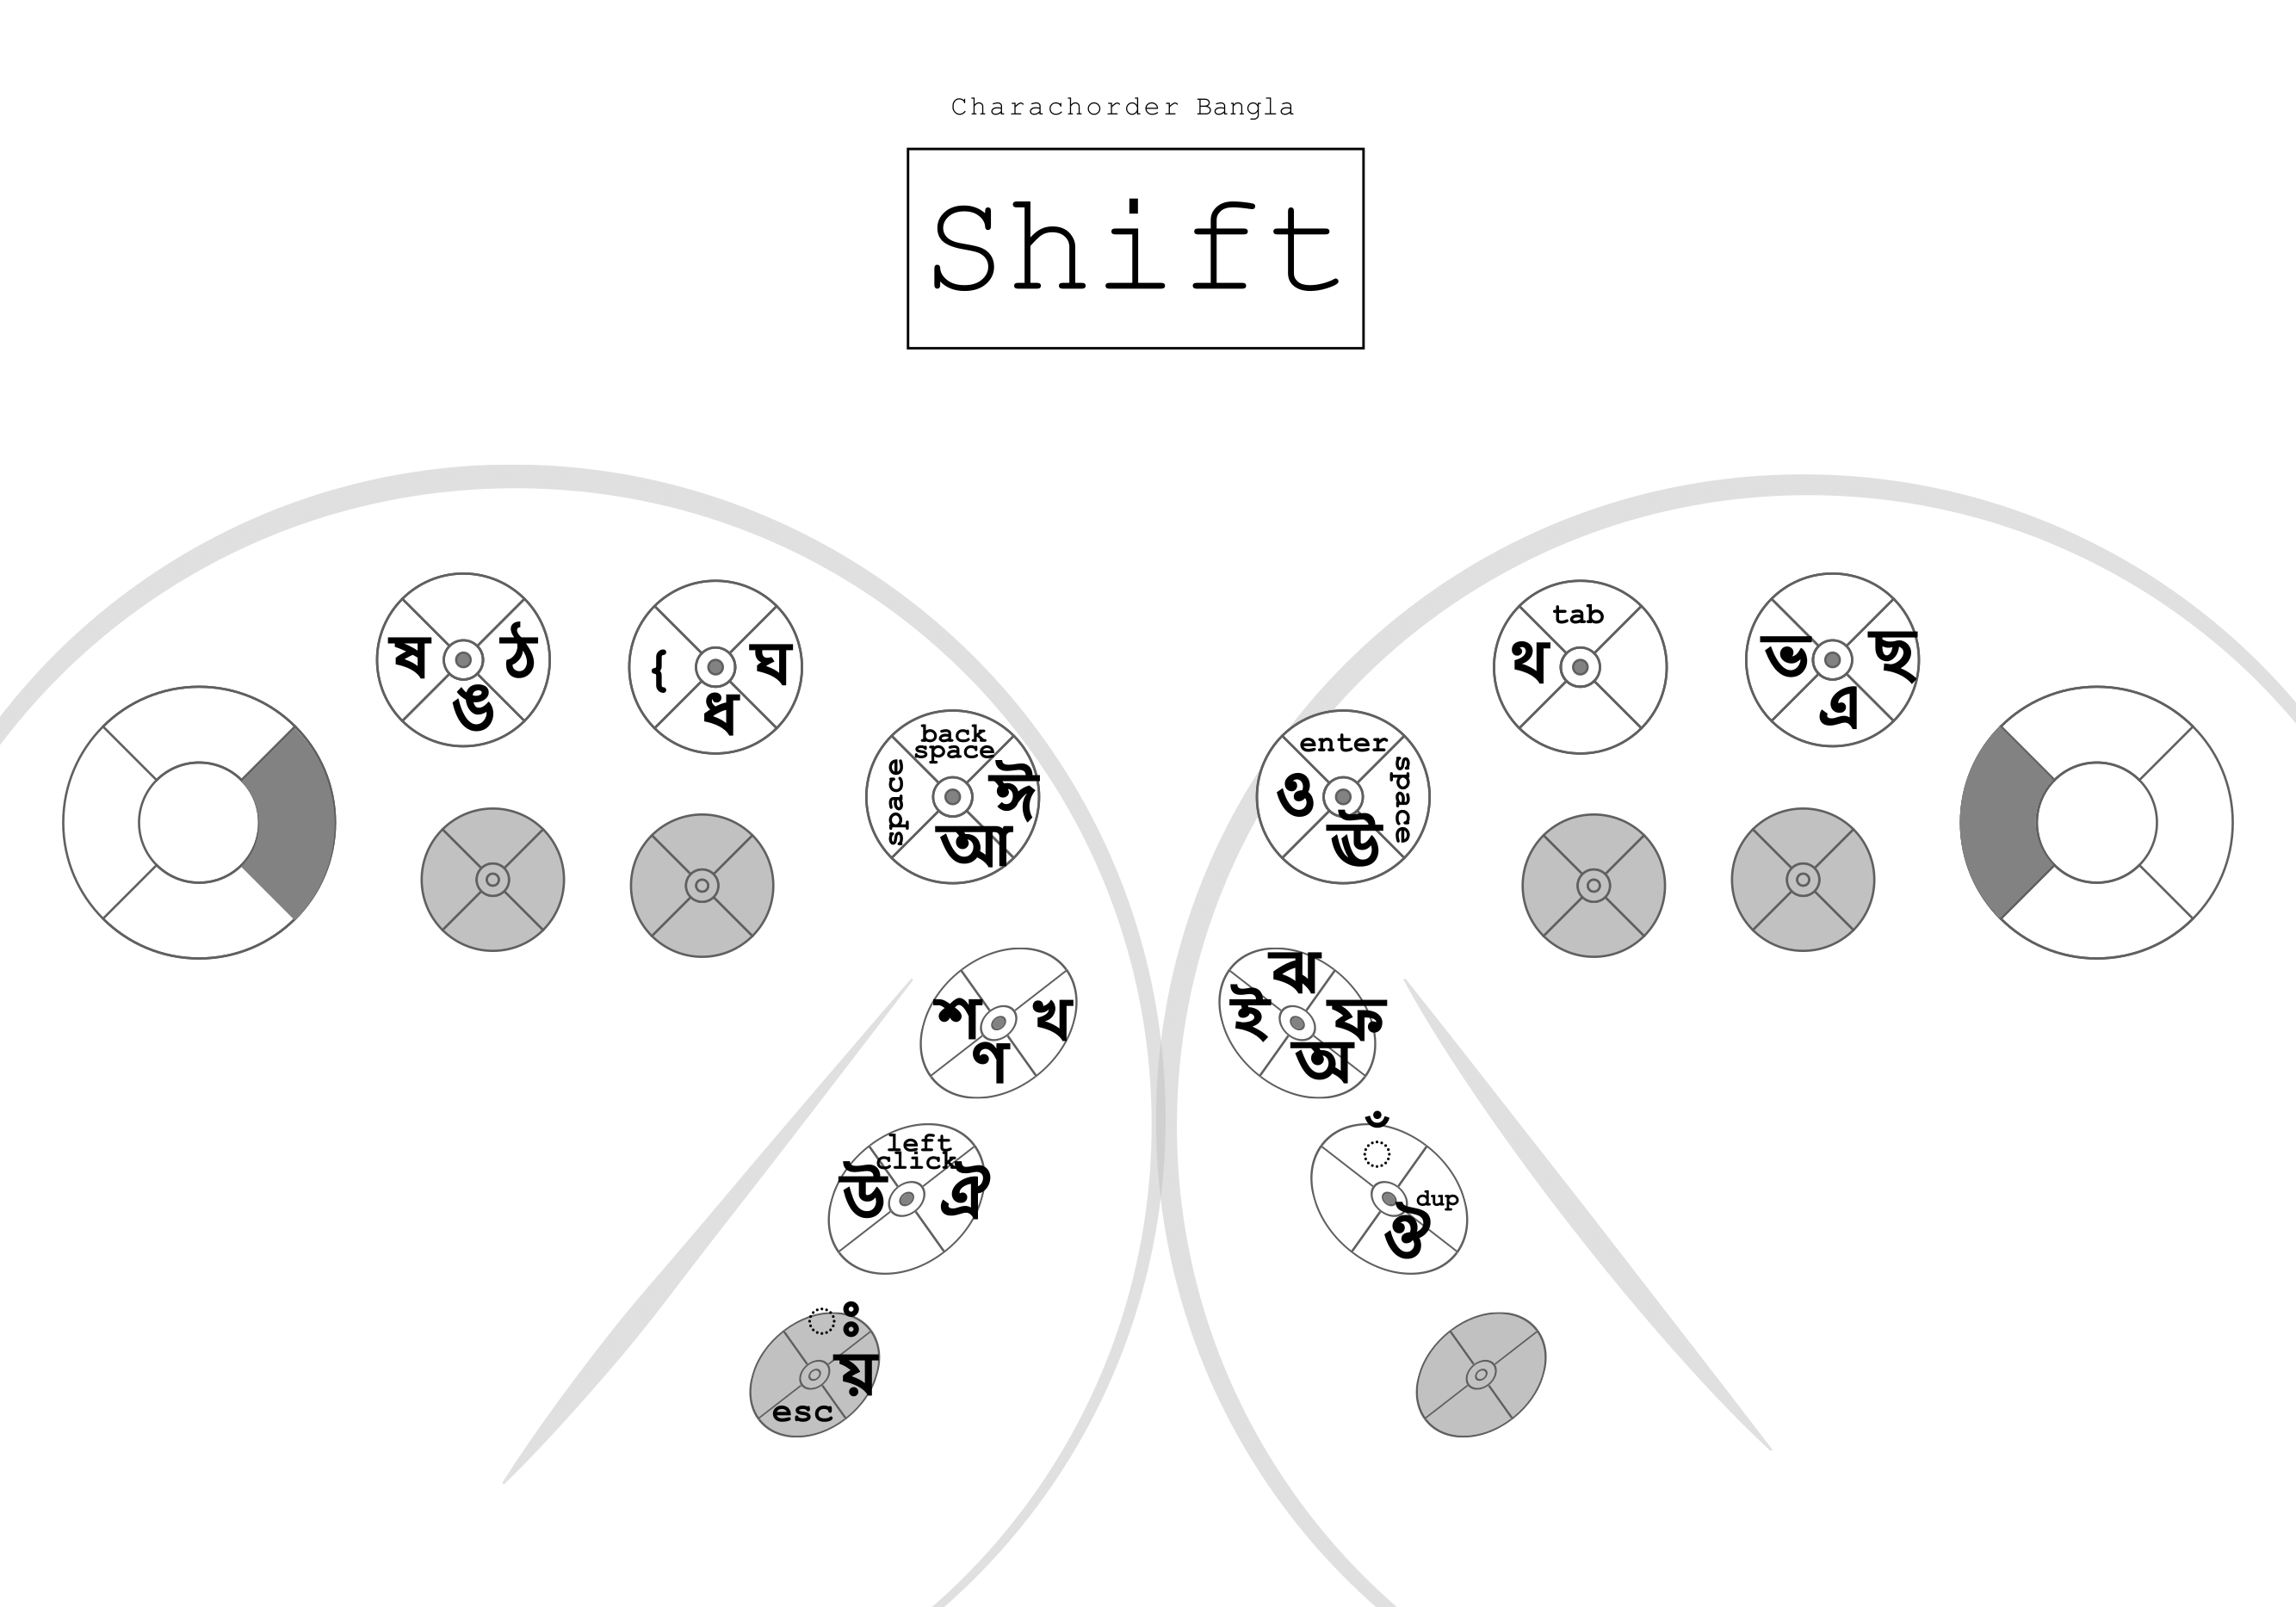 Charachorder Bangla
Shift
ষ ঠ
ঙ
{ ঘ
ধ
back
space
space ঈ
আ
enter
ও space
ঊ
tab
থ
ভ ছ
এ
শ খ
ণ
ঝ
ই ফ
অ
left
click
উ ঐ
◌ঁ
dup
ঔ
◌ঃ
য়
esc